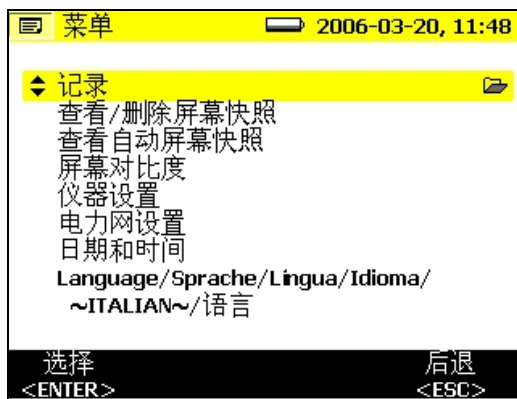 菜单 2006-03-20, 11:48
记录
查看/删除屏幕快照
查看自动屏幕快照
屏幕对比度
仪器设置
电力网设置
日期和时间
Language/Sprache/Lingua/Idioma/
~ITALIAN~/语言
选择 后退
<ENTER> <ESC>